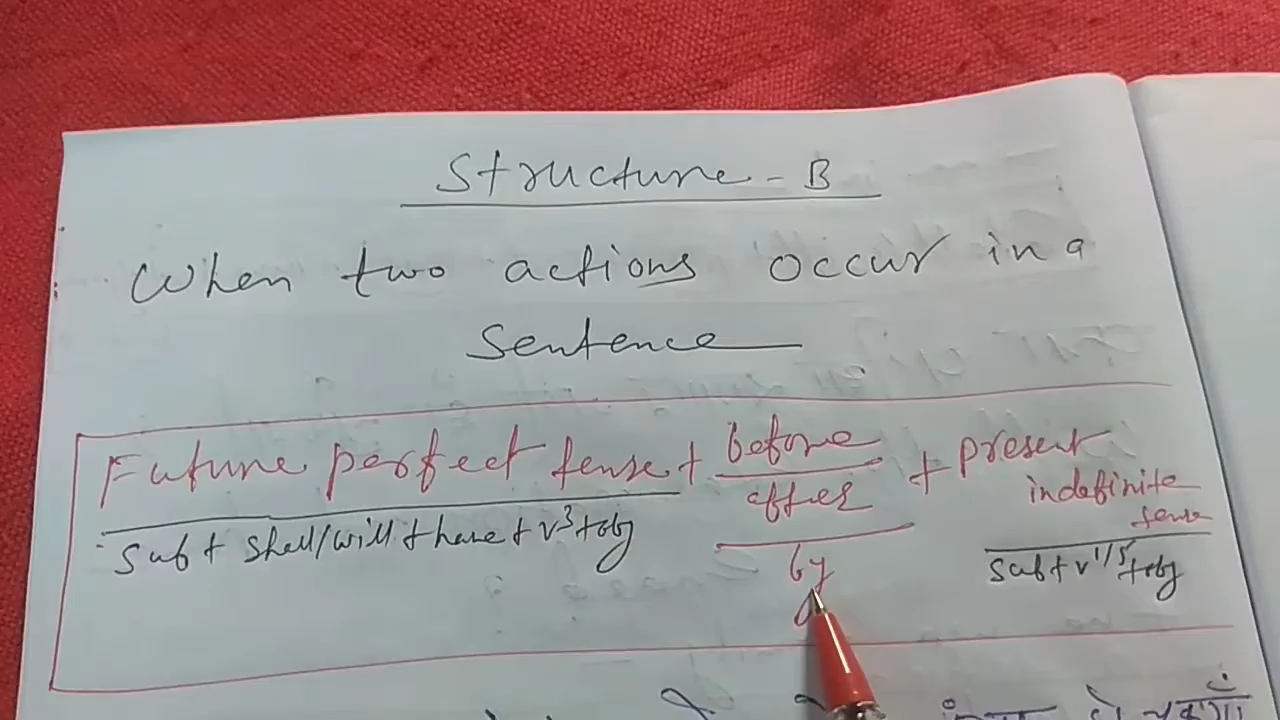 Structure - B
When two actions occur in a
sentence
Future perfect tense + before/after/by + present indefinite tense
Sub + shall/will + have + v³ + obj
Sub + v1/5 + obj